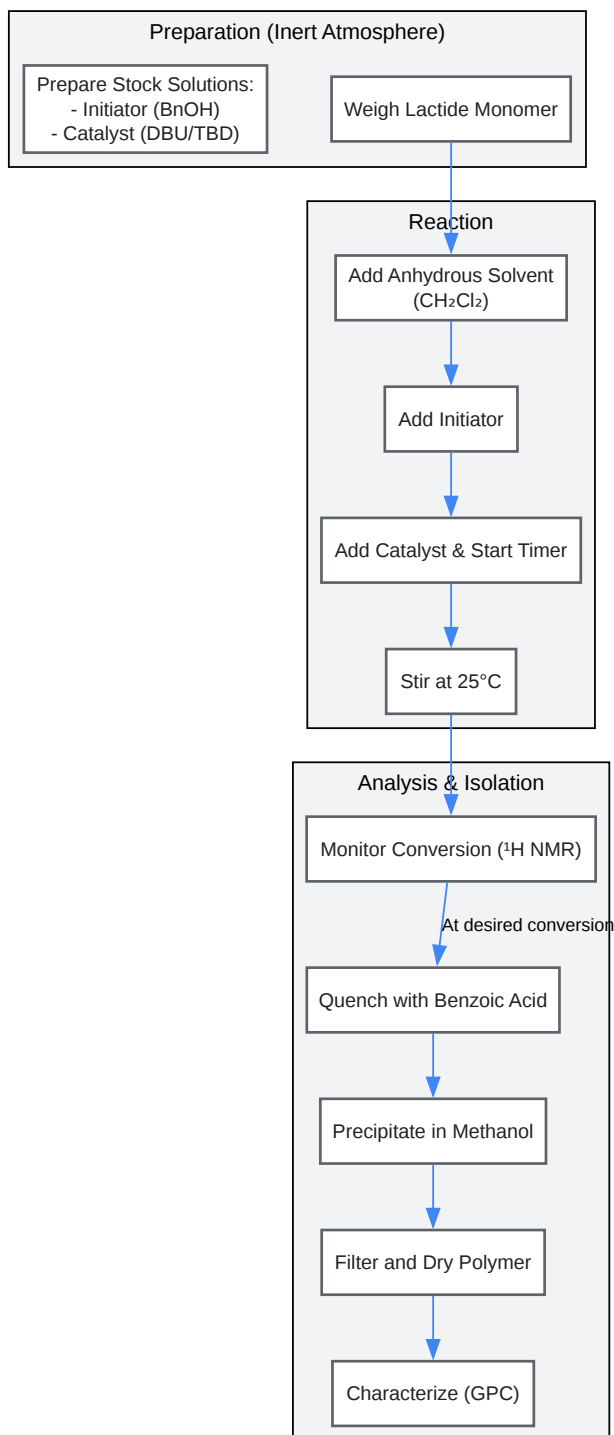 Preparation (Inert Atmosphere)
Prepare Stock Solutions:
- Initiator (BnOH)
- Catalyst (DBU/TBD)
Weigh Lactide Monomer
Reaction
Add Anhydrous Solvent
(CH₂Cl₂)
Add Initiator
Add Catalyst & Start Timer
Stir at 25°C
Analysis & Isolation
Monitor Conversion (¹H NMR)
At desired conversion
Quench with Benzoic Acid
Precipitate in Methanol
Filter and Dry Polymer
Characterize (GPC)